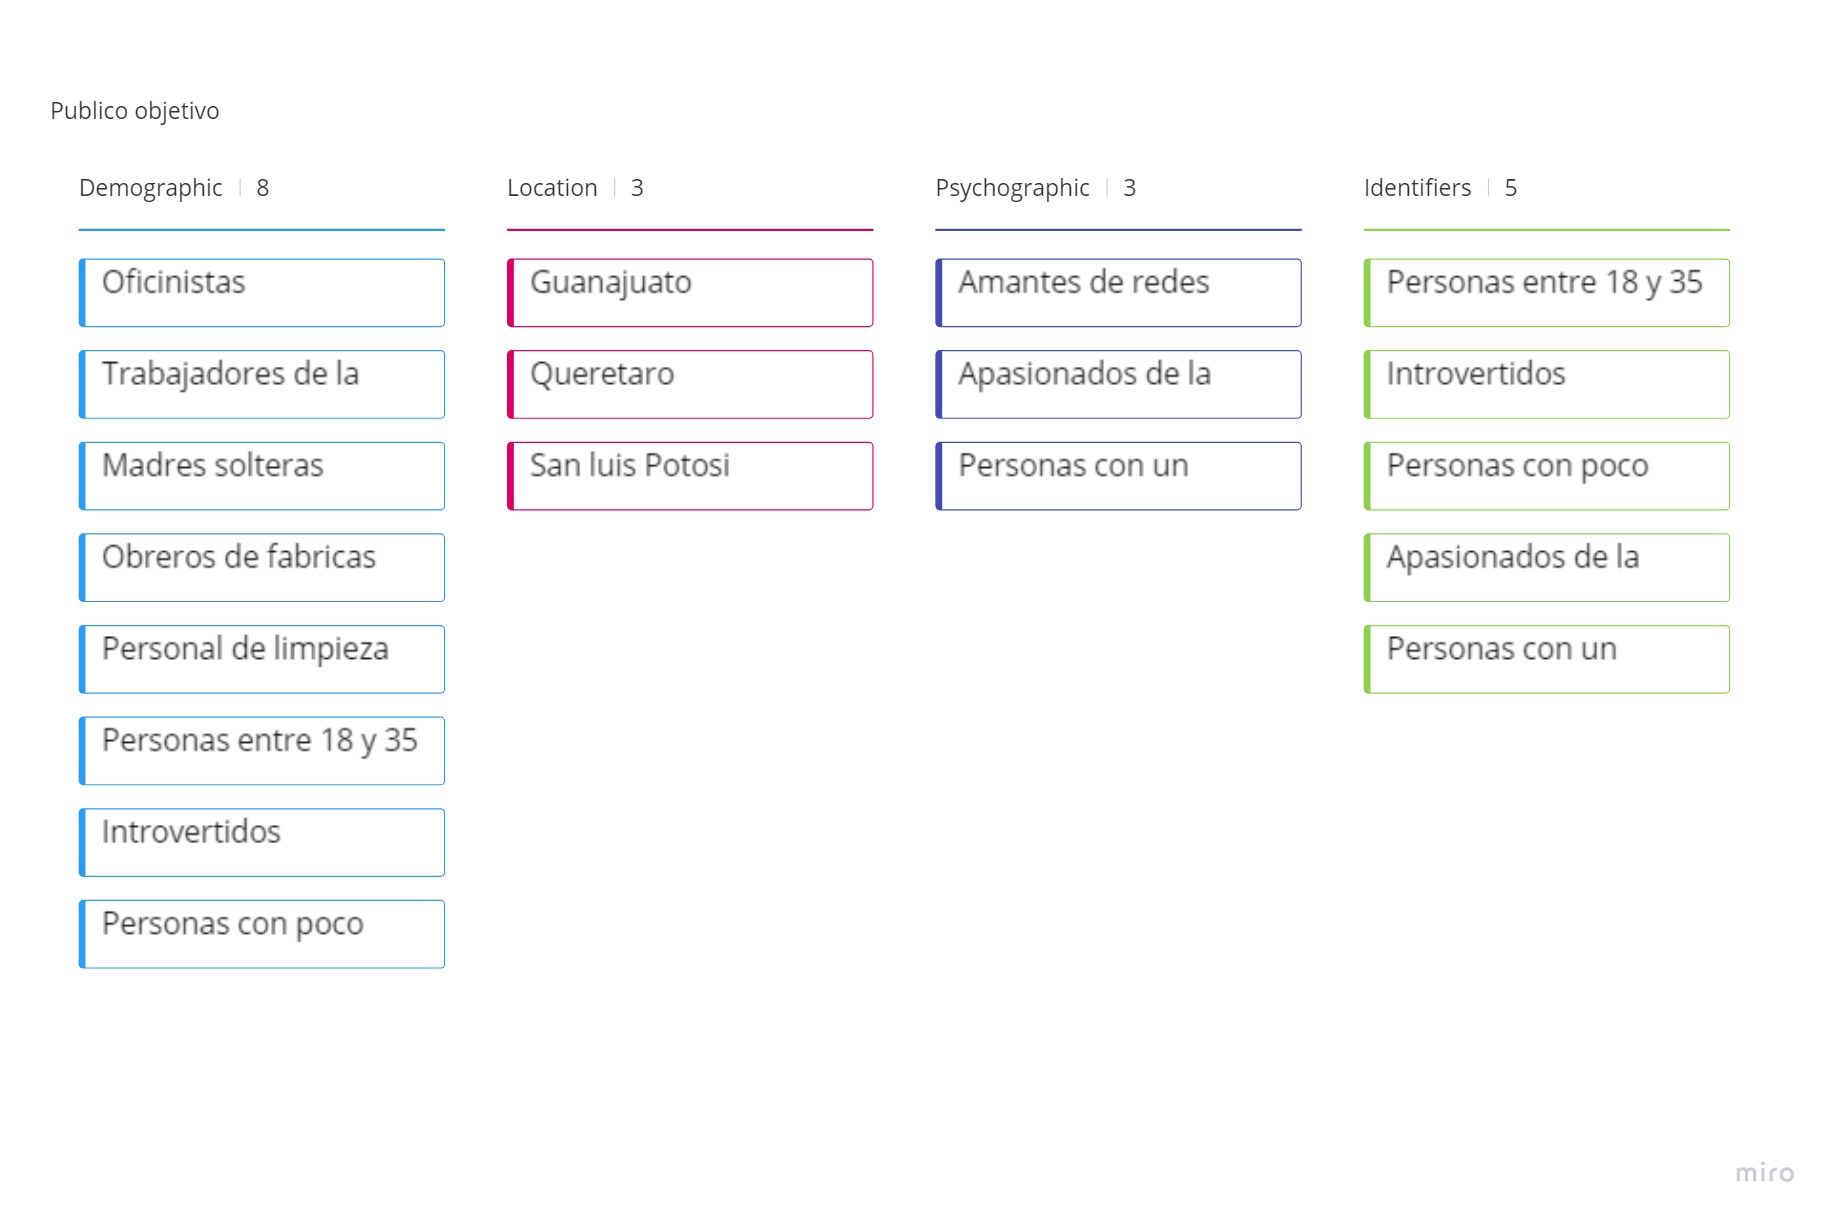 Publico objetivo
Demographic 8
Oficinistas
Trabajadores de la
Madres solteras
Obreros de fabricas
Personal de limpieza
Personas entre 18 y 35
Introvertidos
Personas con poco
Location 3
Guanajuato
Queretaro
San luis Potosi
Psychographic 3
Amantes de redes
Apasionados de la
Personas con un
Identifiers 5
Personas entre 18 y 35
Introvertidos
Personas con poco
Apasionados de la
Personas con un
miro